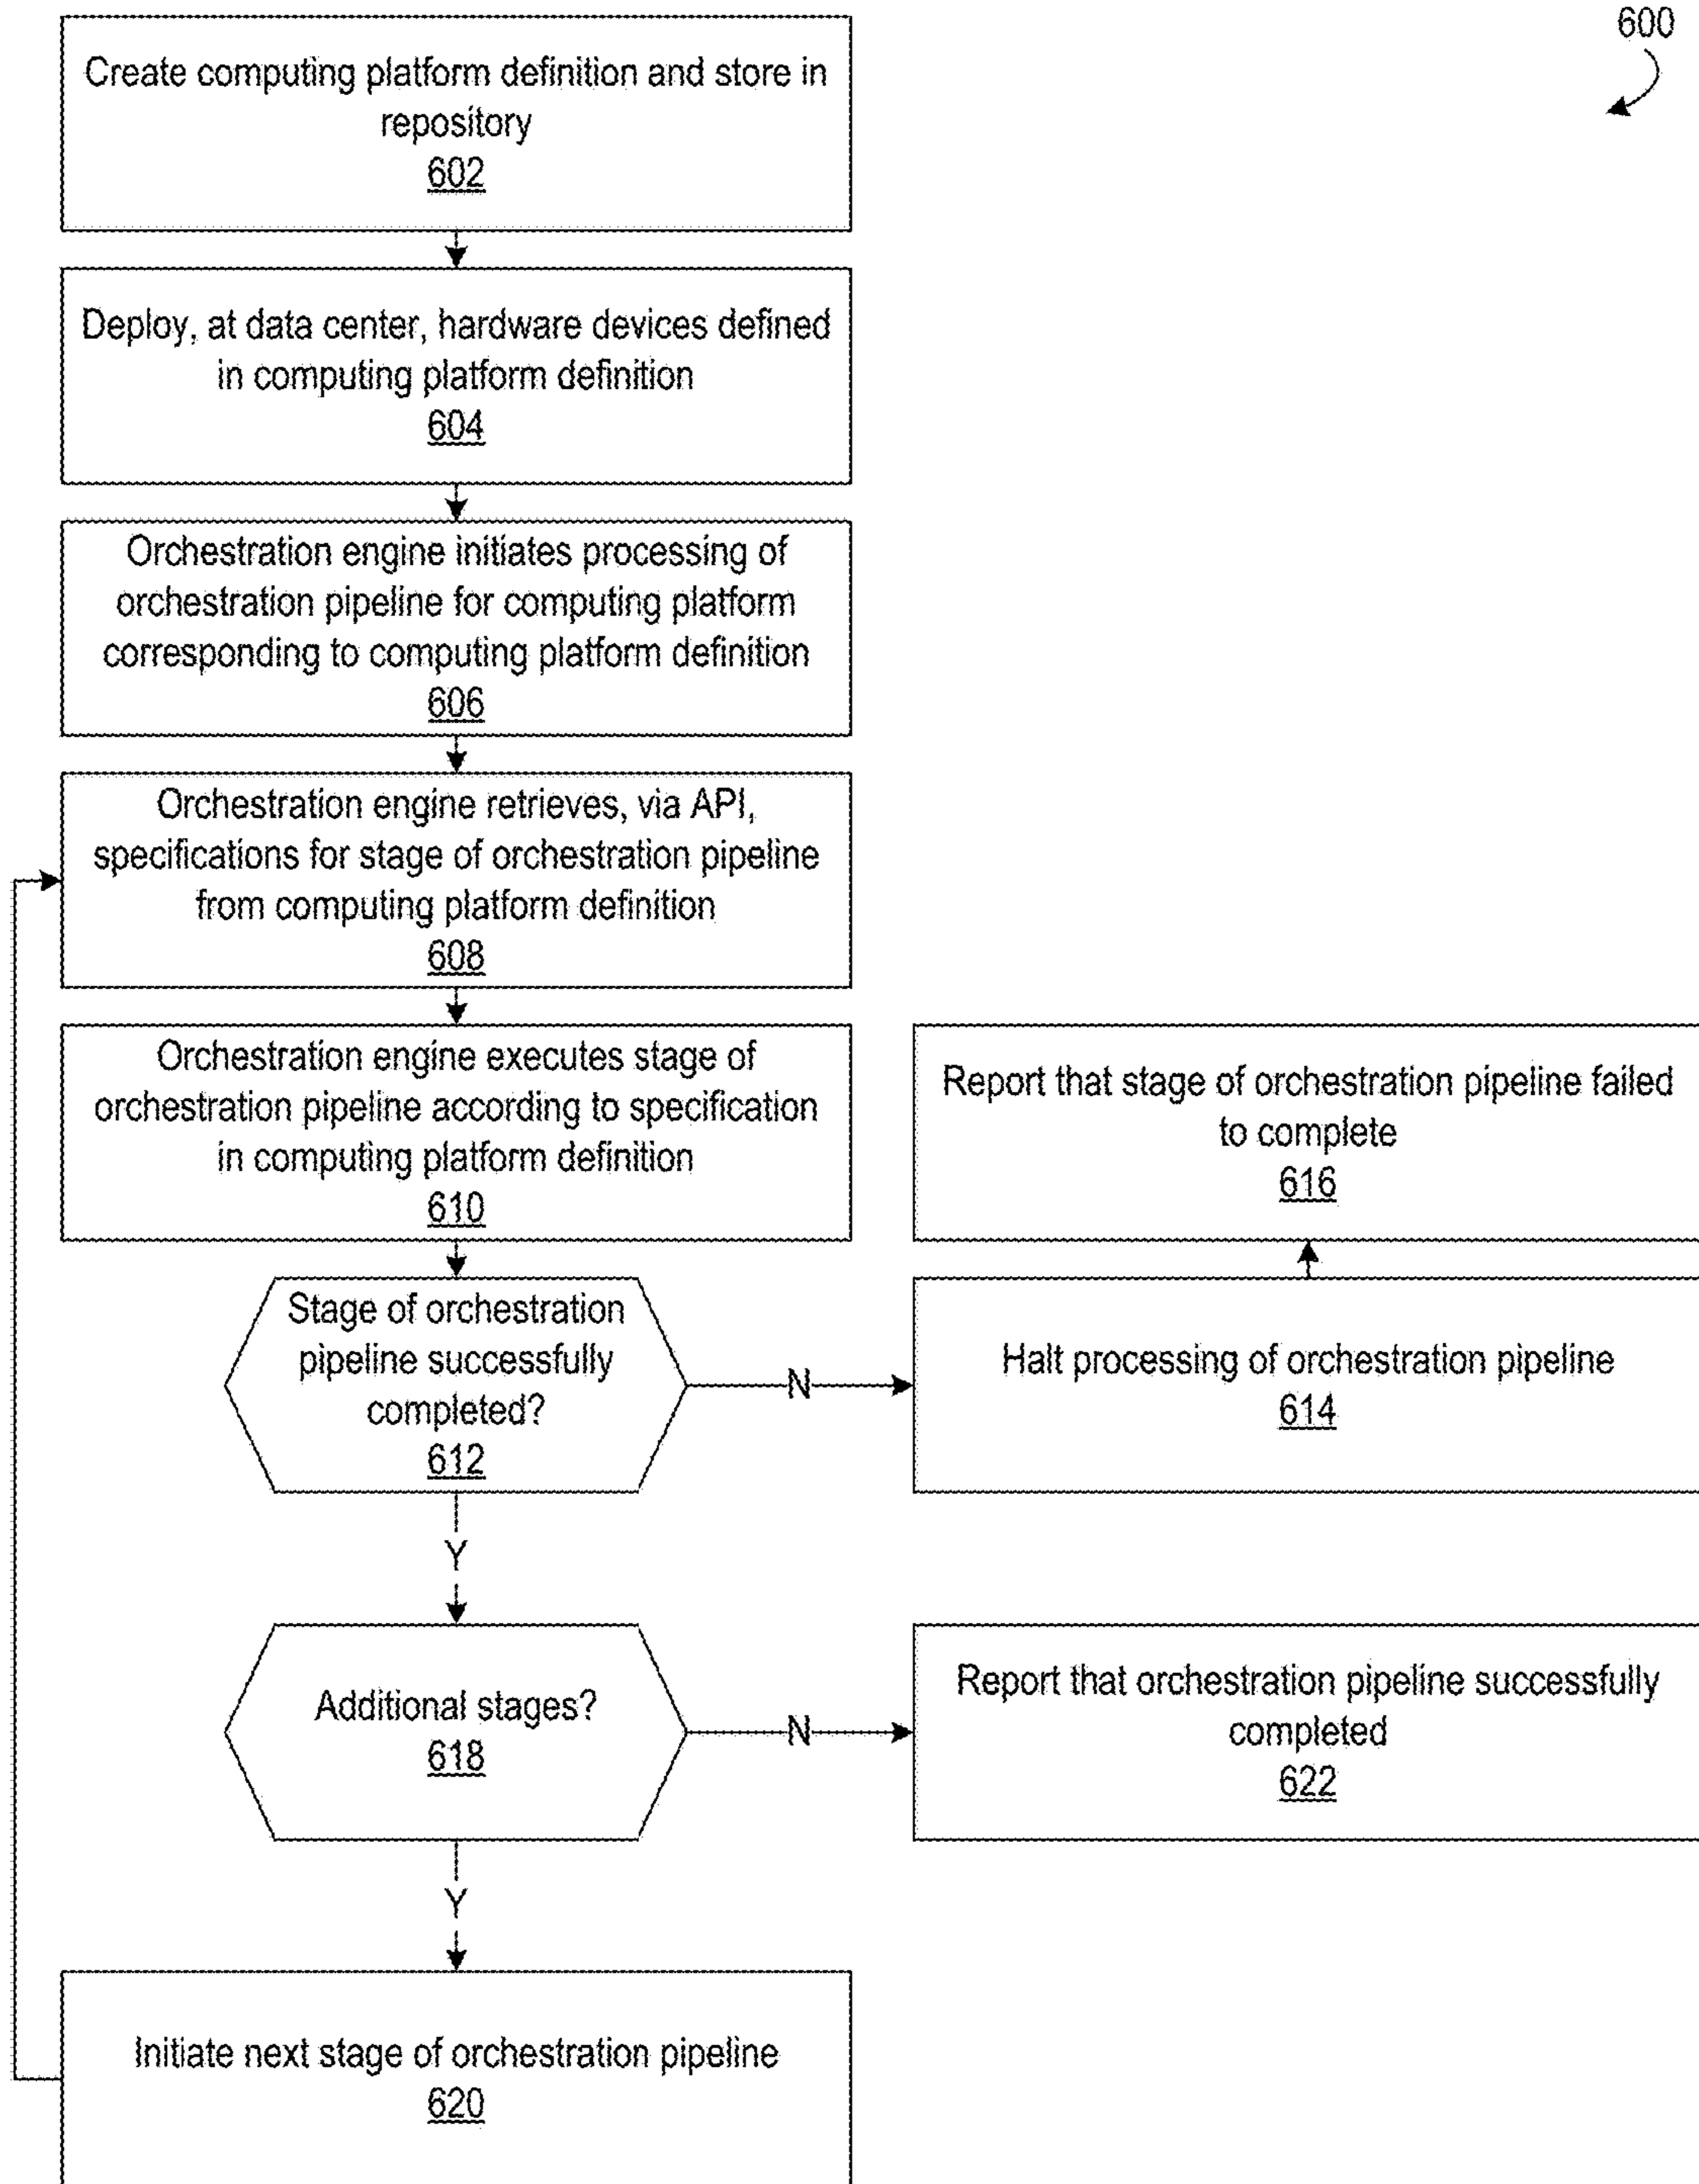 600
Create computing platform definition and store in
repository
602
Deploy, at data center, hardware devices defined
in computing platform definition
604
Orchestration engine initiates processing of
orchestration pipeline for computing platform
corresponding to computing platform definition
606
Orchestration engine retrieves, via API,
specifications for stage of orchestration pipeline
from computing platform definition
608
Orchestration engine executes stage of
orchestration pipeline according to specification
in computing platform definition
610
Report that stage of orchestration pipeline failed
to complete
616
Stage of orchestration
pipeline successfully
completed?
612
N
Halt processing of orchestration pipeline
614
Y
Additional stages?
618
N
Report that orchestration pipeline successfully
completed
622
Y
Initiate next stage of orchestration pipeline
620